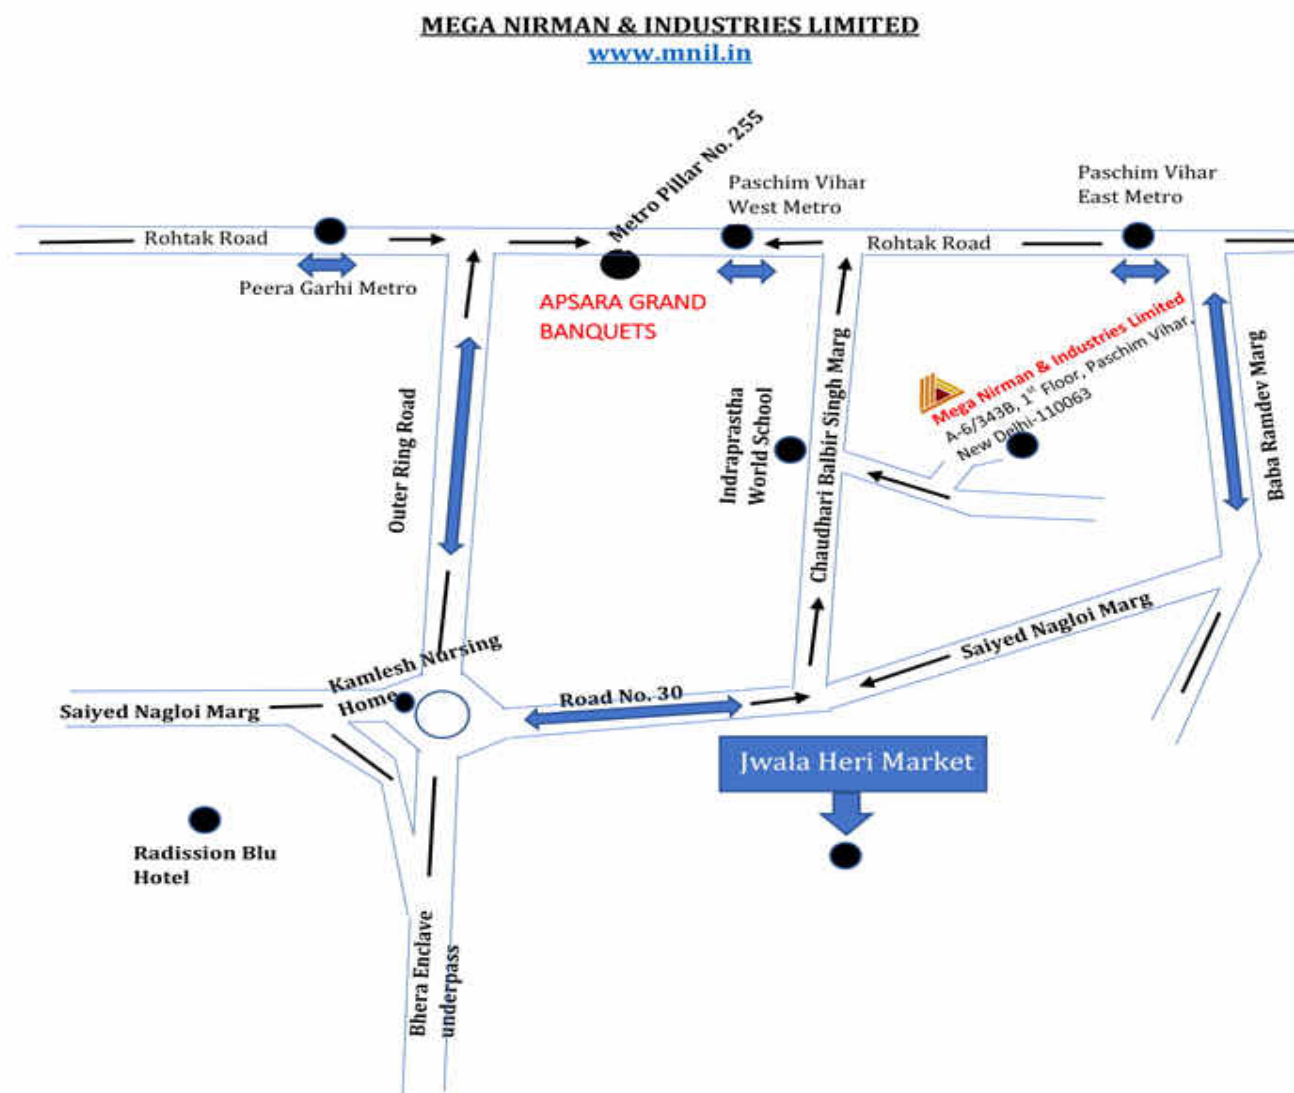 MEGA NIRMAN & INDUSTRIES LIMITED
www.mnil.in
Metro Pillar No. 255
Paschim Vihar
West Metro
Paschim Vihar
East Metro
Rohtak Road
Rohtak Road
Peera Garhi Metro
APSARA GRAND
BANQUETS
Mega Nirman & Industries Limited
A-6/343B, 1st Floor, Paschim Vihar,
New Delhi-110063
Outer Ring Road
Indraprastha
World School
Chaudhari Balbir Singh Marg
Baba Ramdev Marg
Saiyed Nagloi Marg
Kamlesh Nursing
Home
Saiyed Nagloi Marg
Road No. 30
Jwala Heri Market
Radission Blu
Hotel
Bhera Enclave
underpass